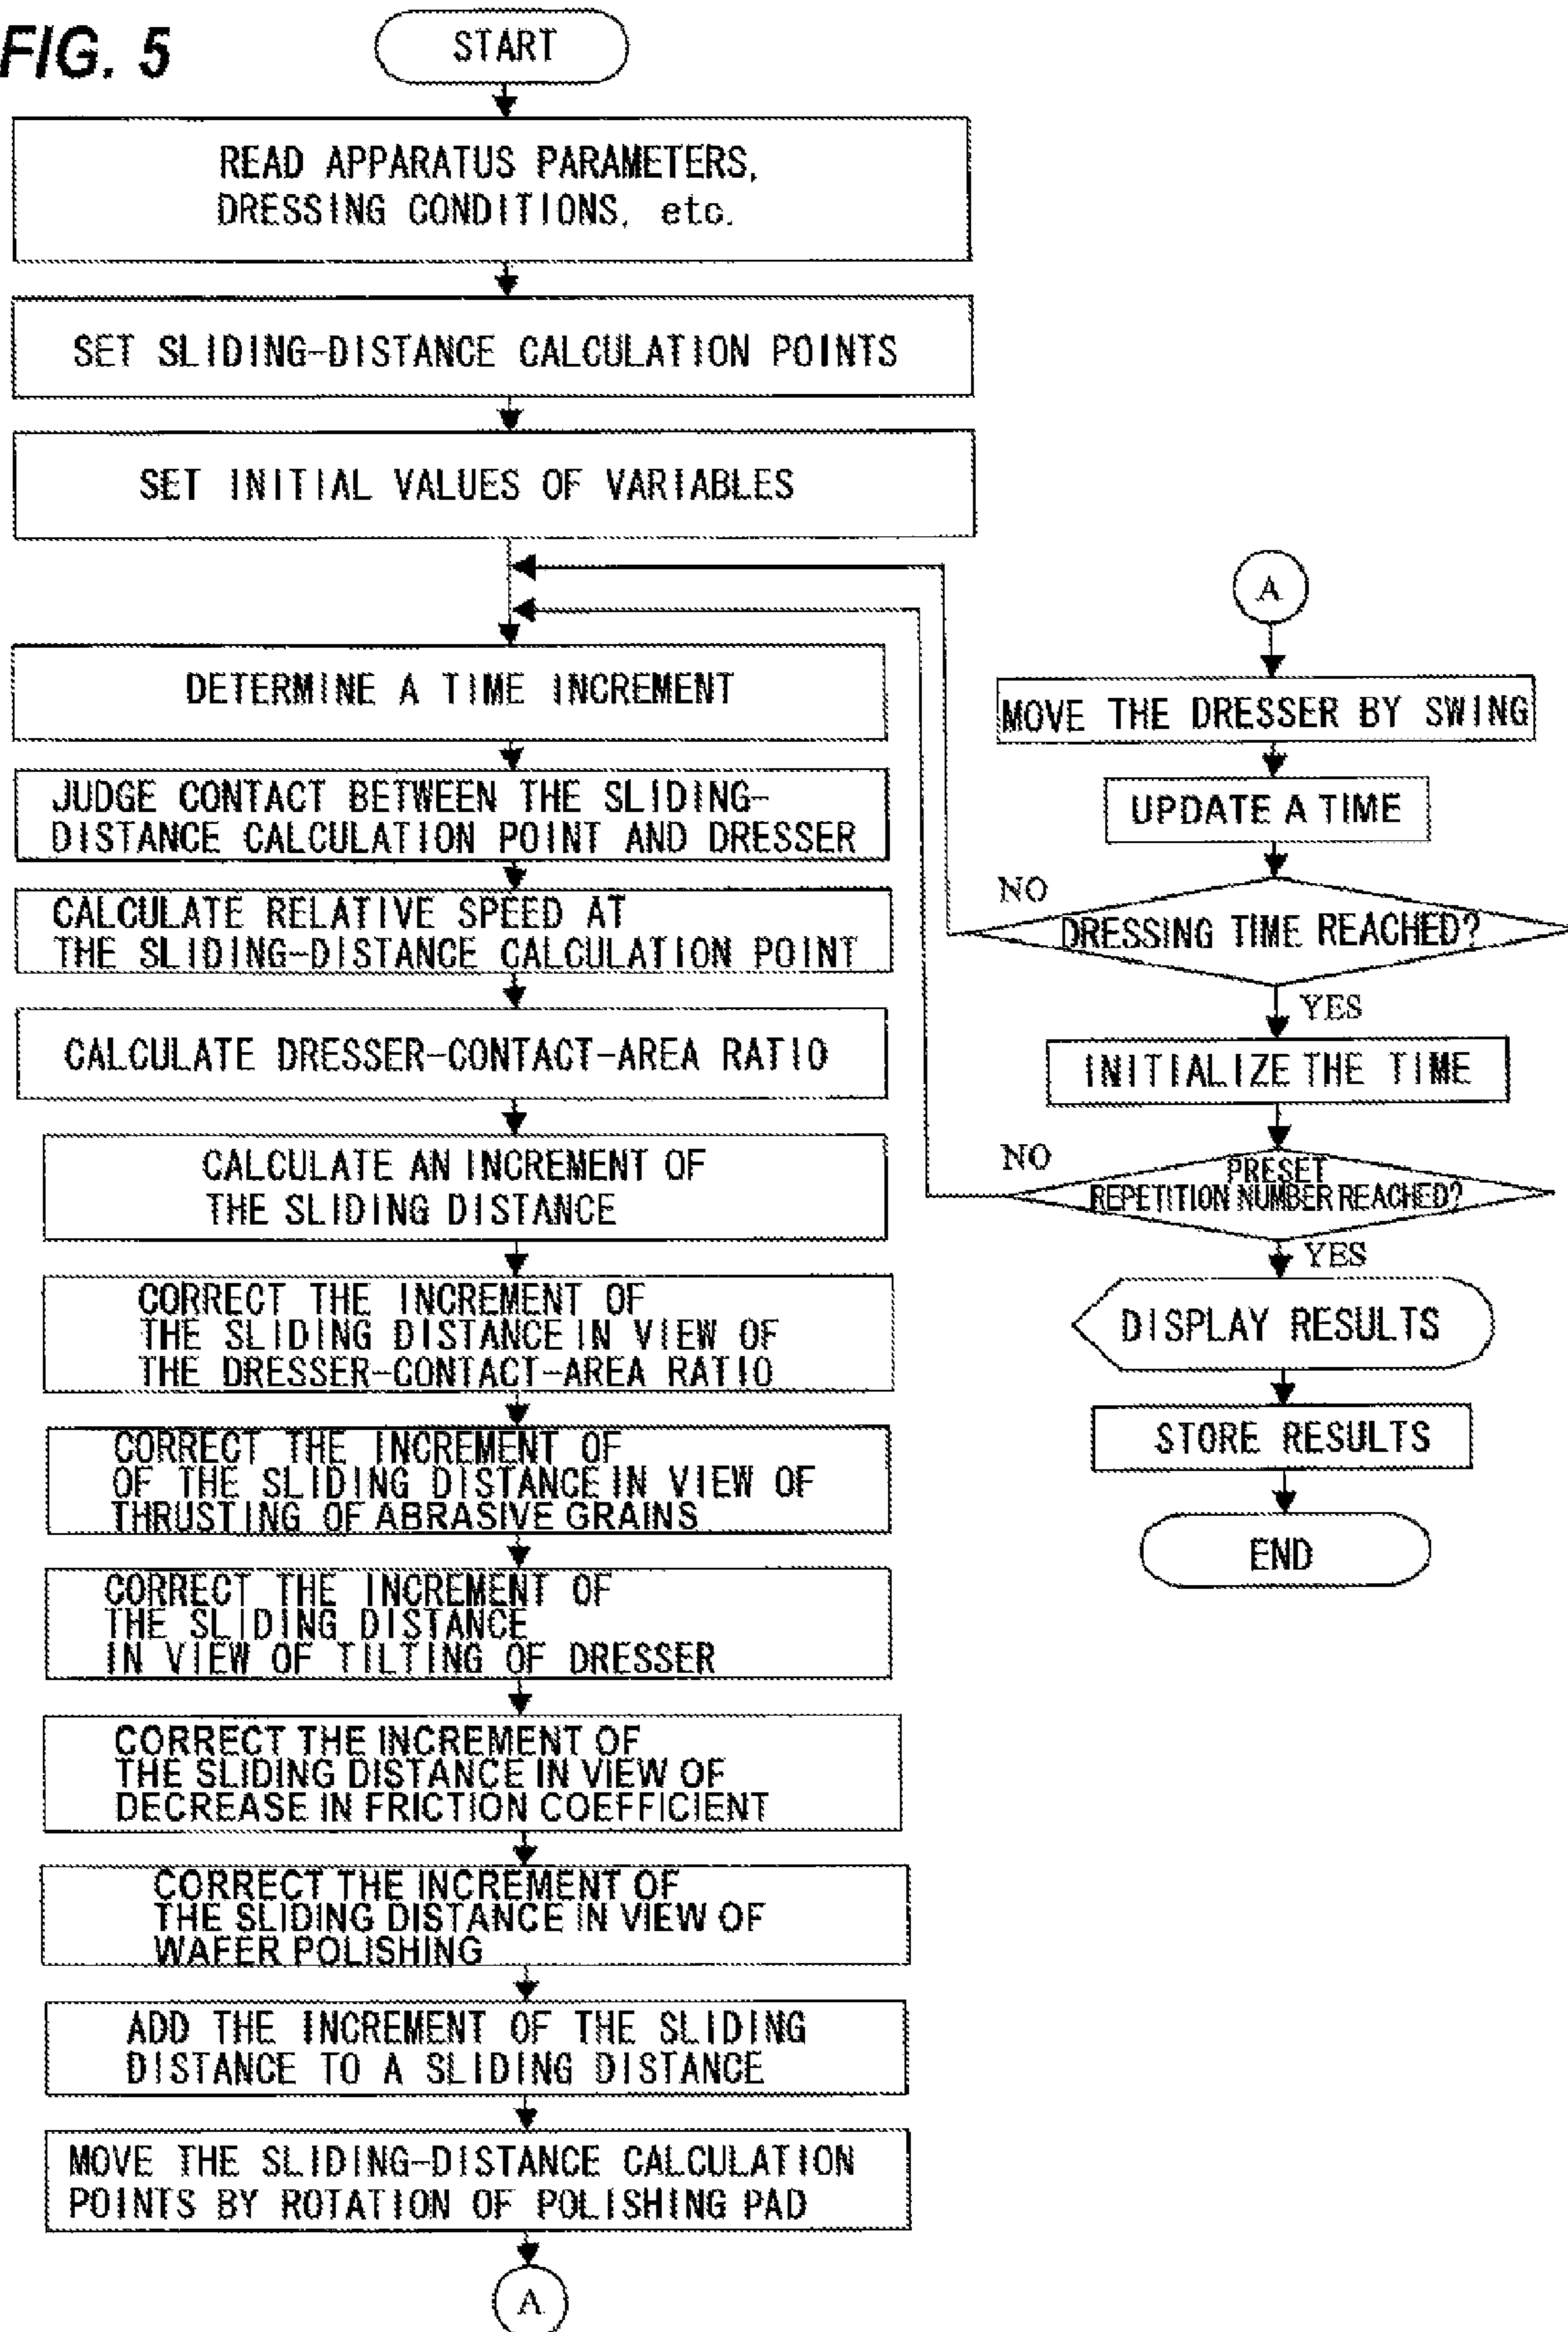 FIG. 5
START
READ APPARATUS PARAMETERS,
DRESSING CONDITIONS, etc.
SET SLIDING-DISTANCE CALCULATION POINTS
SET INITIAL VALUES OF VARIABLES
DETERMINE A TIME INCREMENT
JUDGE CONTACT BETWEEN THE SLIDING-
DISTANCE CALCULATION POINT AND DRESSER
CALCULATE RELATIVE SPEED AT
THE SLIDING-DISTANCE CALCULATION POINT
CALCULATE DRESSER-CONTACT-AREA RATIO
CALCULATE AN INCREMENT OF
THE SLIDING DISTANCE
CORRECT THE INCREMENT OF
THE SLIDING DISTANCE IN VIEW OF
THE DRESSER-CONTACT-AREA RATIO
CORRECT THE INCREMENT OF
OF THE SLIDING DISTANCE IN VIEW OF
THRUSTING OF ABRASIVE GRAINS
CORRECT THE INCREMENT OF
THE SLIDING DISTANCE
IN VIEW OF TILTING OF DRESSER
CORRECT THE INCREMENT OF
THE SLIDING DISTANCE IN VIEW OF
DECREASE IN FRICTION COEFFICIENT
CORRECT THE INCREMENT OF
THE SLIDING DISTANCE IN VIEW OF
WAFER POLISHING
ADD THE INCREMENT OF THE SLIDING
DISTANCE TO A SLIDING DISTANCE
MOVE THE SLIDING-DISTANCE CALCULATION
POINTS BY ROTATION OF POLISHING PAD
A
A
MOVE THE DRESSER BY SWING
UPDATE A TIME
NO
DRESSING TIME REACHED?
YES
INITIALIZE THE TIME
NO
PRESET
REPETITION NUMBER REACHED?
YES
DISPLAY RESULTS
STORE RESULTS
END